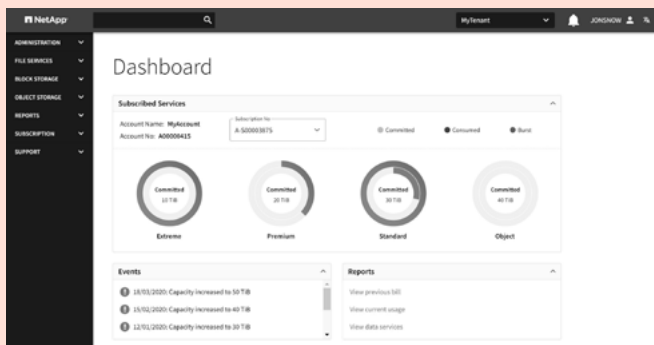 NetApp
MyTenant
JONSNOW
ADMINISTRATION
FILE SERVICES
BLOCK STORAGE
OBJECT STORAGE
REPORTS
SUBSCRIPTION
SUPPORT
Dashboard
Subscribed Services
Account Name: MyAccount
Account No: A00000415
Subscription No
A-S00003875
Committed
Consumed
Burst
Committed
10 TiB
Extreme
Committed
20 TiB
Premium
Committed
30 TiB
Standard
Committed
40 TiB
Object
Events
18/03/2020: Capacity increased to 50 TiB
15/02/2020: Capacity increased to 40 TiB
12/01/2020: Capacity increased to 30 TiB
Reports
View previous bill
View current usage
View data services